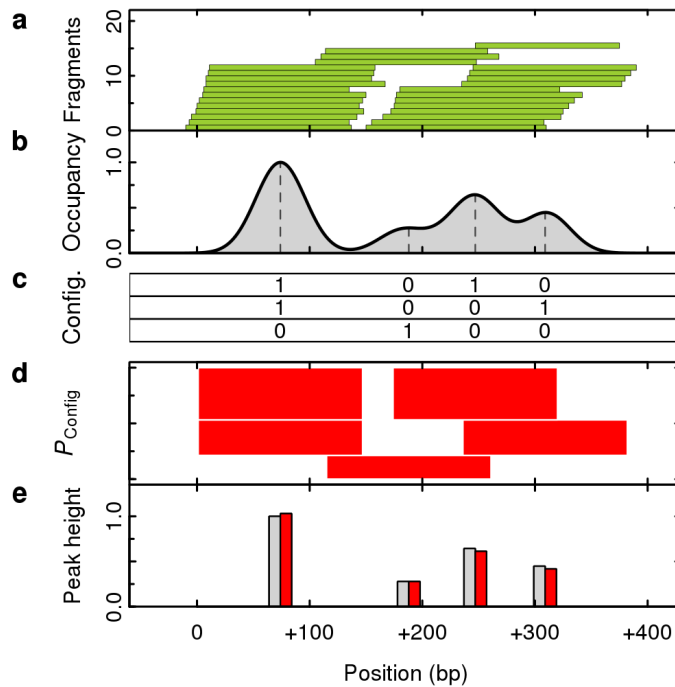 a
Fragments
20
10
0
b
Occupancy
1.0
0.0
c
Config.
1 0 1 0
1 0 0 1
0 1 0 0
d
PConfig
e
Peak height
1.0
0.0
0 +100 +200 +300 +400
Position (bp)